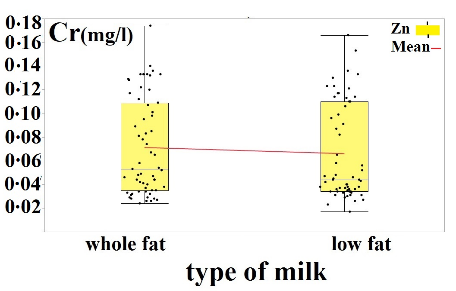 Cr(mg/l)
Zn
Mean
0·18
0·16
0·14
0·12
0·10
0·08
0·06
0·04
0·02
whole fat
low fat
type of milk